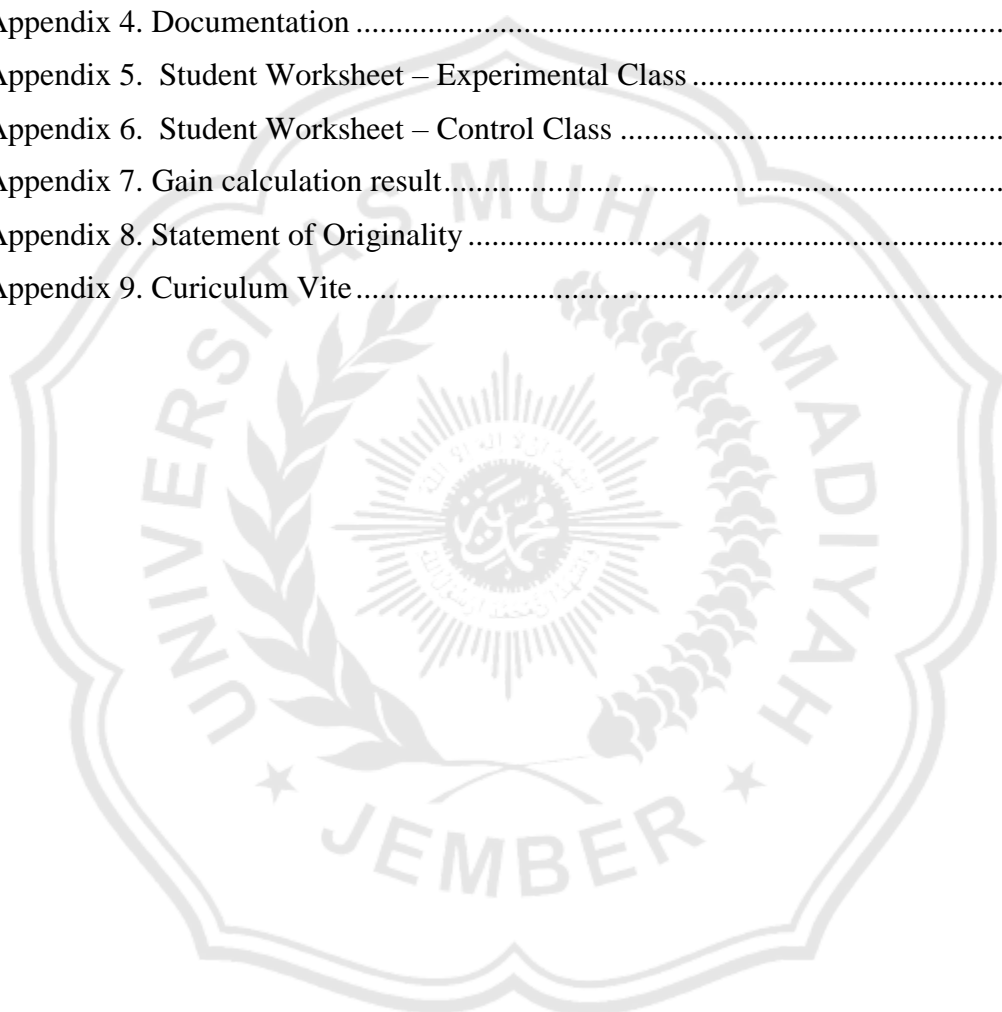 Appendix 4. Documentation ....................................................................................
Appendix 5.  Student Worksheet – Experimental Class .......................................
Appendix 6.  Student Worksheet – Control Class ................................................
Appendix 7. Gain calculation result.......................................................................
Appendix 8. Statement of Originality ....................................................................
Appendix 9. Curiculum Vite..................................................................................
UNIVERSITAS MUHAMMADIYAH
JEMBER